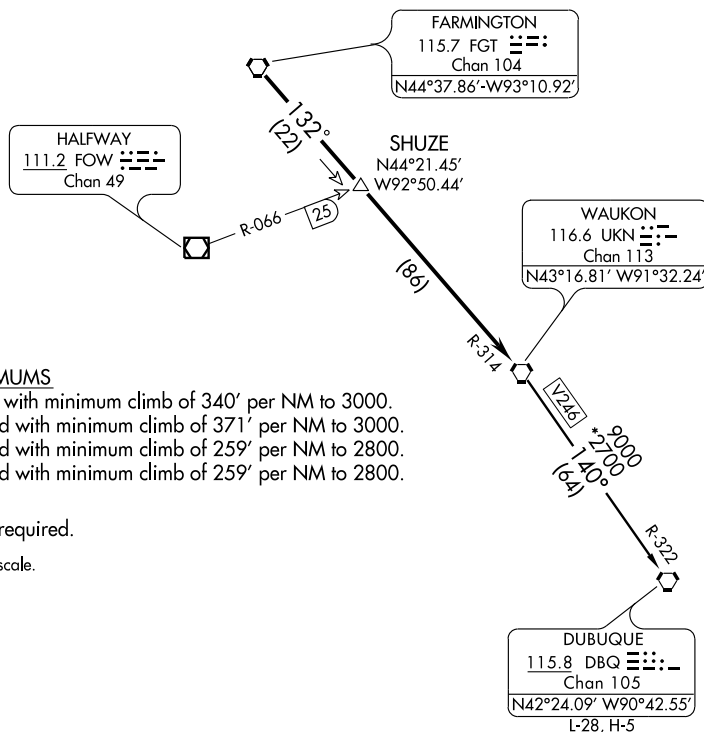 FARMINGTON
115.7 FGT
Chan 104
N44°37.86′-W93°10.92′
132°
(22)
HALFWAY
111.2 FOW
Chan 49
SHUZE
N44°21.45′
W92°50.44′
R-066
25
WAUKON
116.6 UKN
Chan 113
N43°16.81′ W91°32.24′
(86)
R-314
MUMS
with minimum climb of 340′ per NM to 3000.
d with minimum climb of 371′ per NM to 3000.
d with minimum climb of 259′ per NM to 2800.
d with minimum climb of 259′ per NM to 2800.
V246
9000
*2700
140°
(64)
required.
scale.
R-322
DUBUQUE
115.8 DBQ
Chan 105
N42°24.09′ W90°42.55′
L-28, H-5